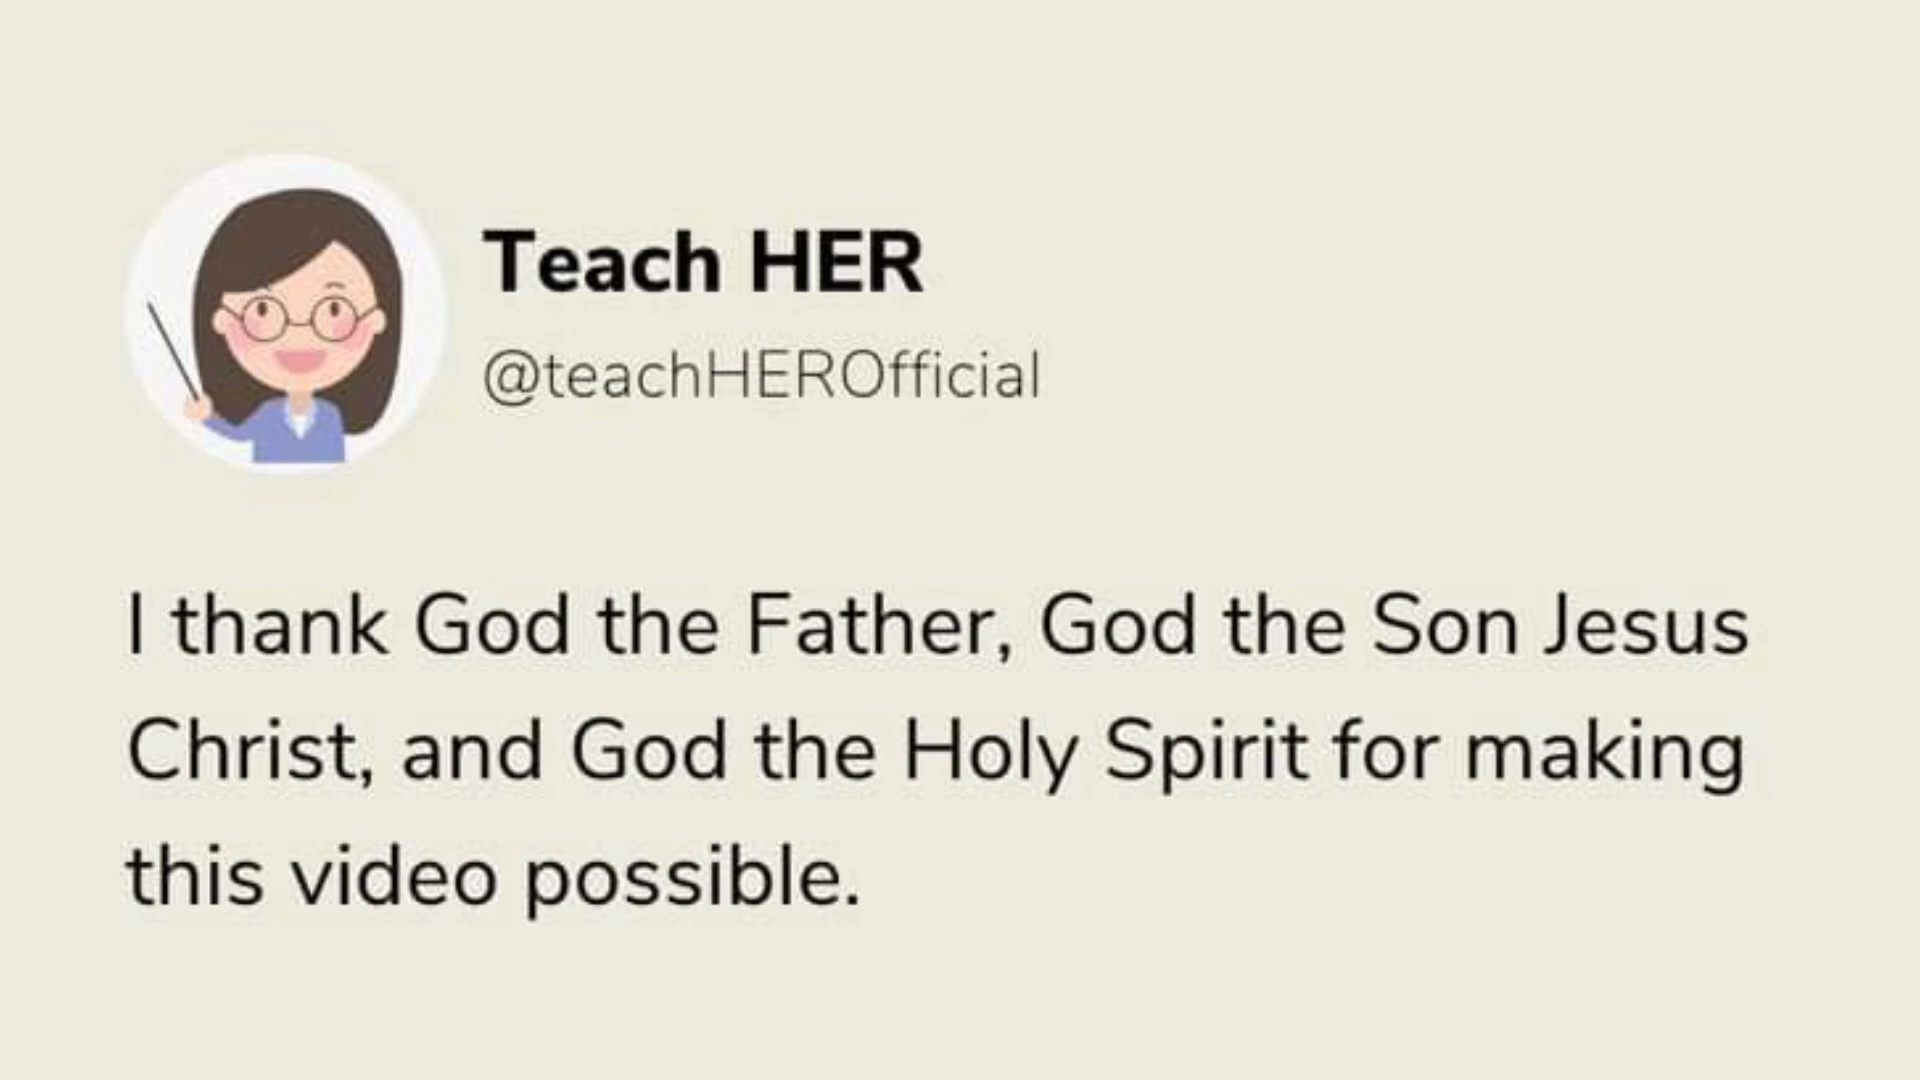 Teach HER
@teachHEROfficial
I thank God the Father, God the Son Jesus
Christ, and God the Holy Spirit for making
this video possible.